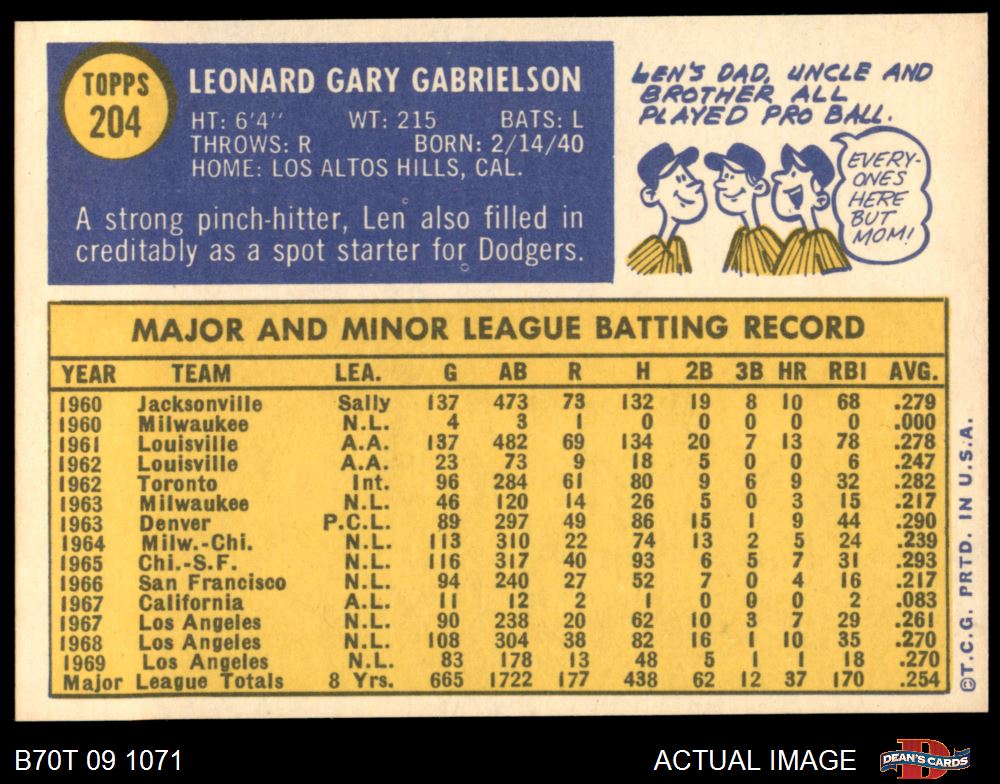 TOPPS
204
LEONARD GARY GABRIELSON
HT: 6'4" WT: 215 BATS: L
THROWS: R BORN: 2/14/40
HOME: LOS ALTOS HILLS, CAL.
A strong pinch-hitter, Len also filled in
creditably as a spot starter for Dodgers.
LEN'S DAD, UNCLE AND
BROTHER ALL
PLAYED PRO BALL.
EVERY-
ONES
HERE
BUT
MOM!
MAJOR AND MINOR LEAGUE BATTING RECORD
YEAR TEAM LEA. G AB R H 2B 3B HR RBI AVG.
1960 Jacksonville Sally 137 473 73 132 19 8 10 68 .279
1960 Milwaukee N.L. 4 3 1 0 0 0 0 0 .000
1961 Louisville A.A. 137 482 69 134 20 7 13 78 .278
1962 Louisville A.A. 23 73 9 18 5 0 0 6 .247
1962 Toronto Int. 96 284 61 80 9 6 9 32 .282
1963 Milwaukee N.L. 46 120 14 26 5 0 3 15 .217
1963 Denver P.C.L. 89 297 49 86 15 1 9 44 .290
1964 Milw.-Chi. N.L. 113 310 22 74 13 2 5 24 .239
1965 Chi.-S.F. N.L. 116 317 40 93 6 5 7 31 .293
1966 San Francisco N.L. 94 240 27 52 7 0 4 16 .217
1967 California A.L. 11 12 2 1 0 0 0 2 .083
1967 Los Angeles N.L. 90 238 20 62 10 3 7 29 .261
1968 Los Angeles N.L. 108 304 38 82 16 1 10 35 .270
1969 Los Angeles N.L. 83 178 13 48 5 1 1 18 .270
Major League Totals 8 Yrs. 665 1722 177 438 62 12 37 170 .254
©T.C.G. PRTD. IN U.S.A.
B70T 09 1071
ACTUAL IMAGE
DEAN'S CARDS